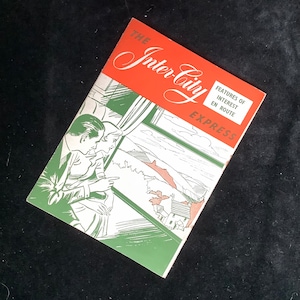 THE
Inter-City
EXPRESS
FEATURES OF
INTEREST
EN ROUTE